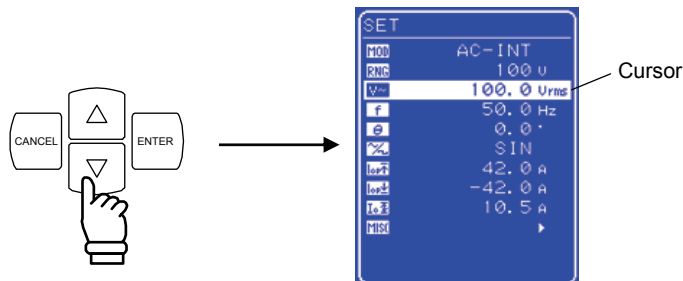 CANCEL
△
▽
ENTER
SET
MOD AC-INT
RNG 100 V
V~ 100.0 Vrms
f 50.0 Hz
θ 0.0°
SIN
42.0 A
-42.0 A
10.5 A
MISC ▶
Cursor